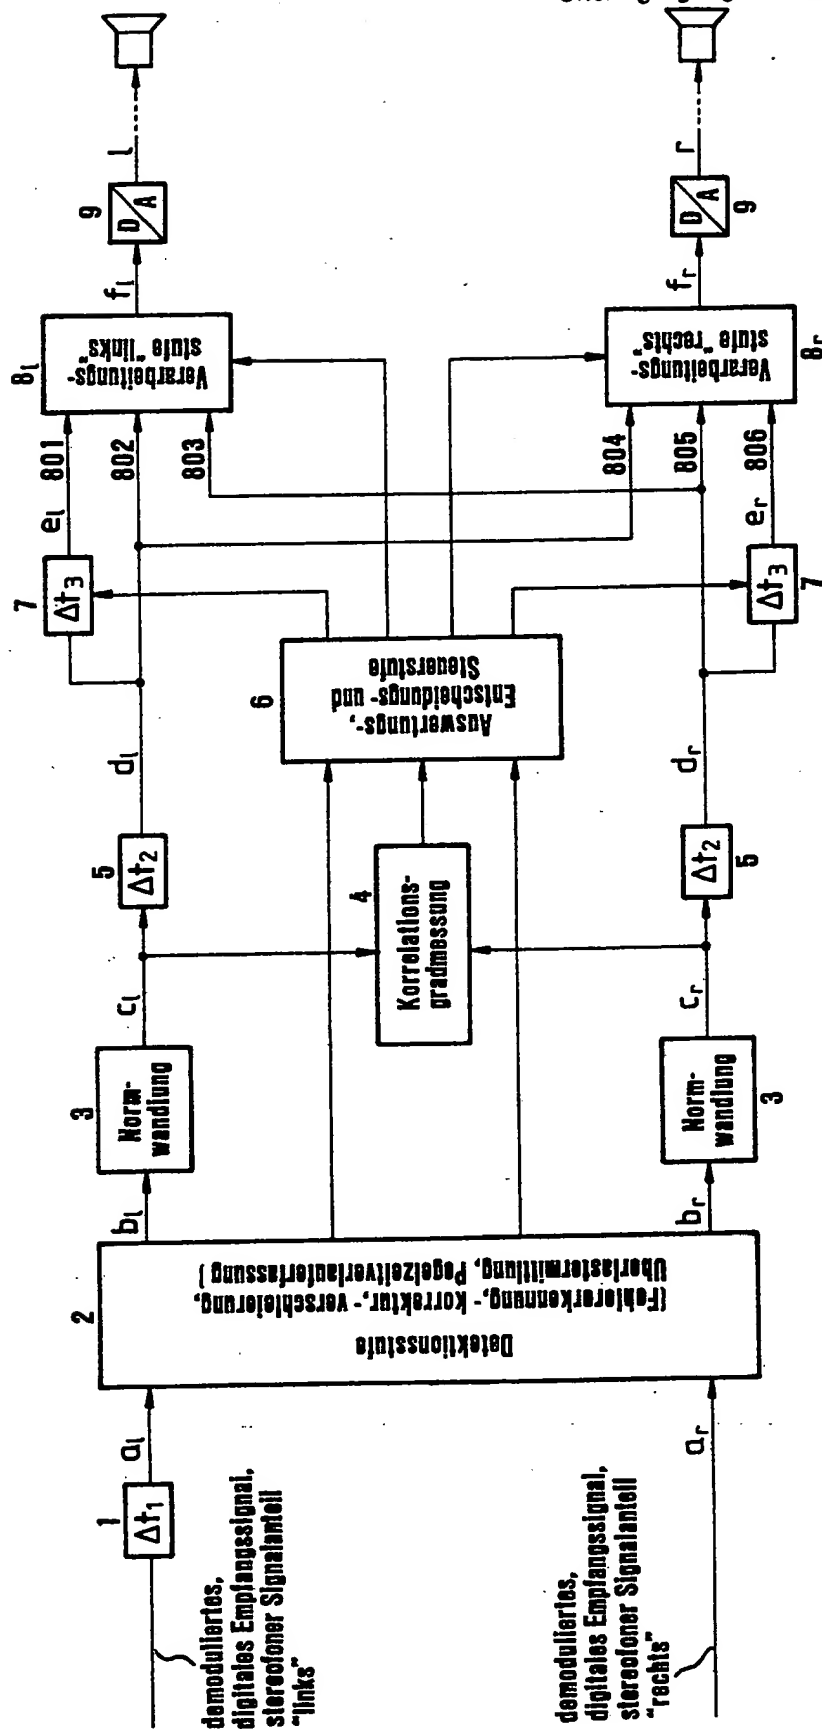 demoduliertes,
digitales Empfangssignal,
stereofoner Signalanteil
"links"
1
Δt1
al
demoduliertes,
digitales Empfangssignal,
stereofoner Signalanteil
"rechts"
ar
2
Detektionsstufe
(Fehlererkennung, -korrektur, -verschleierung,
Überlastermittlung, Pegelzeitverlauferfassung)
bl
br
3
Norm-
wandlung
3
Norm-
wandlung
cl
cr
4
Korrelations-
gradmessung
5
Δt2
5
Δt2
dl
dr
6
Auswertungs-,
Entscheidungs- und
Steuerstufe
7
Δt3
7
Δt3
el
er
801
802
803
804
805
806
8l
Verarbeitungs-
stufe "links"
8r
Verarbeitungs-
stufe "rechts"
fl
fr
9
D/A
9
D/A
l
r